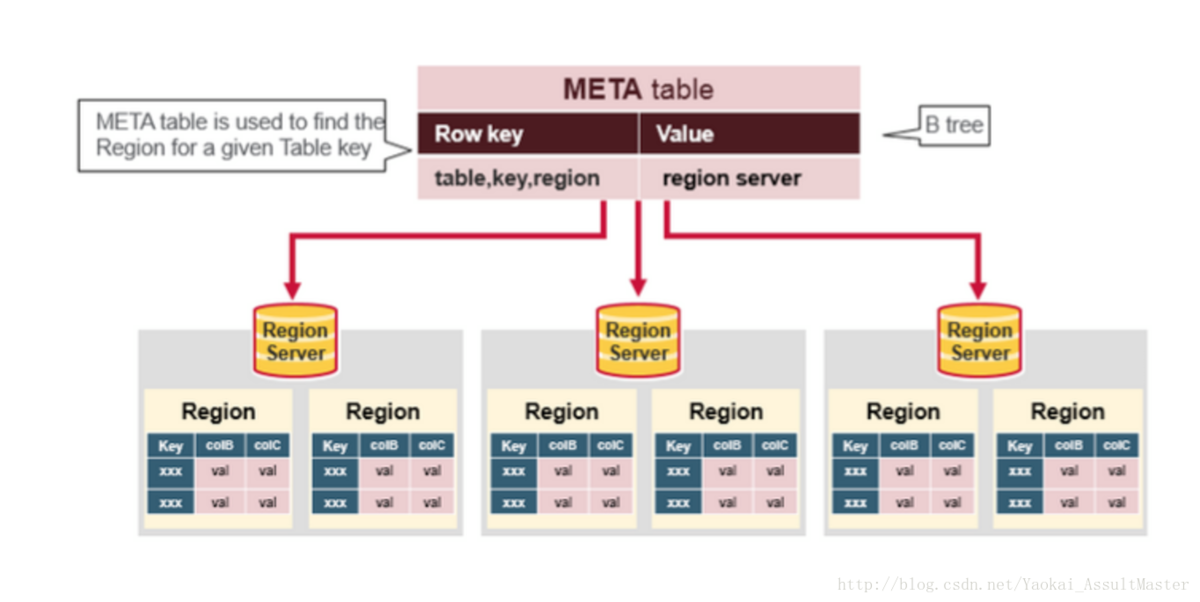 META table
META table is used to find the
Region for a given Table key
Row key Value
B tree
table,key,region region server
Region
Server
Region
Server
Region
Server
Region Region Region Region Region Region
Key colB colC Key colB colC Key colB colC Key colB colC Key colB colC Key colB colC
xxx val val xxx val val xxx val val xxx val val xxx val val xxx val val
xxx val val xxx val val xxx val val xxx val val xxx val val xxx val val
http://blog.csdn.net/Yaokai_AssultMaster